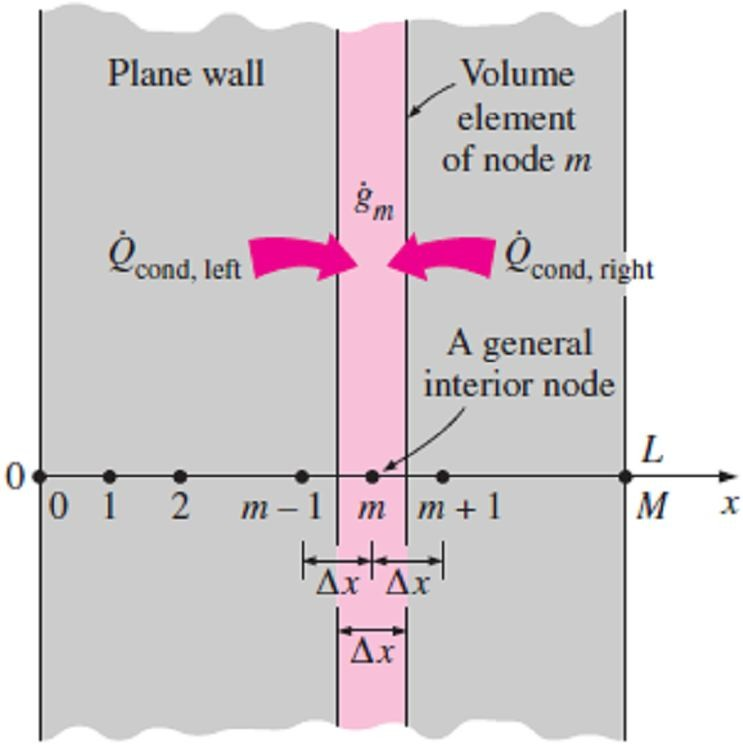 Plane wall
Volume
element
of node m
ġm
Q̇cond, left
Q̇cond, right
A general
interior node
0
L
0 1 2 m – 1 m m + 1 M x
Δx Δx
Δx